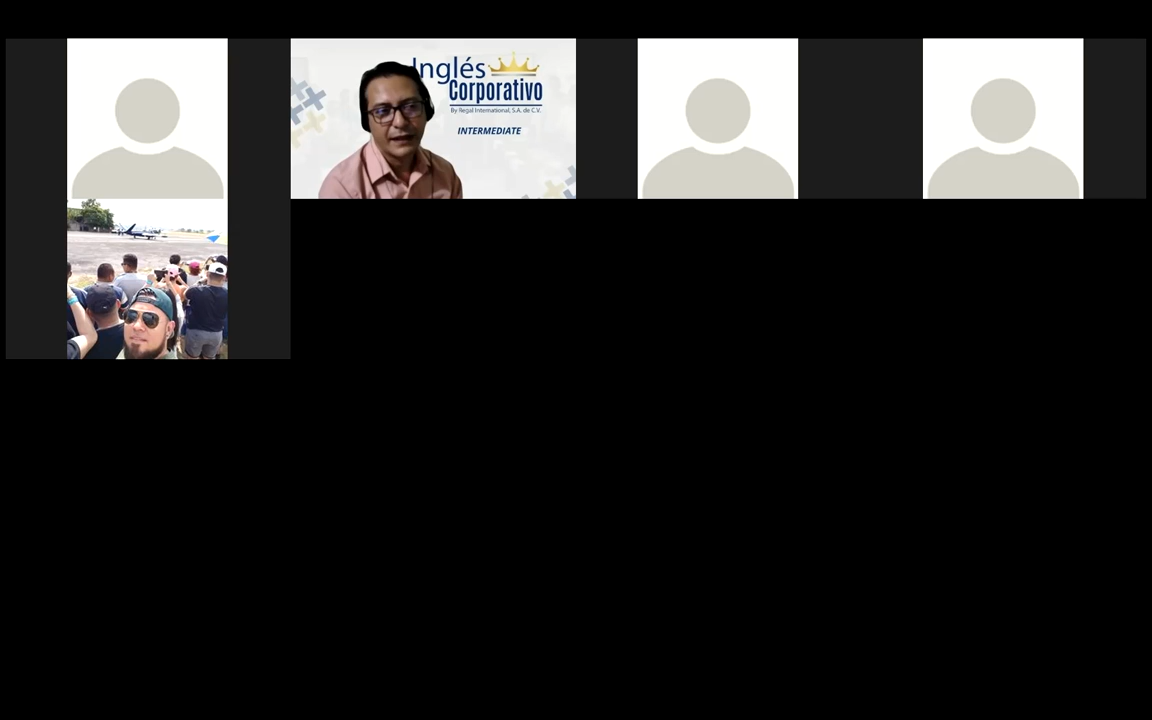 Inglés
Corporativo
By Regal International, S.A. de C.V.
INTERMEDIATE